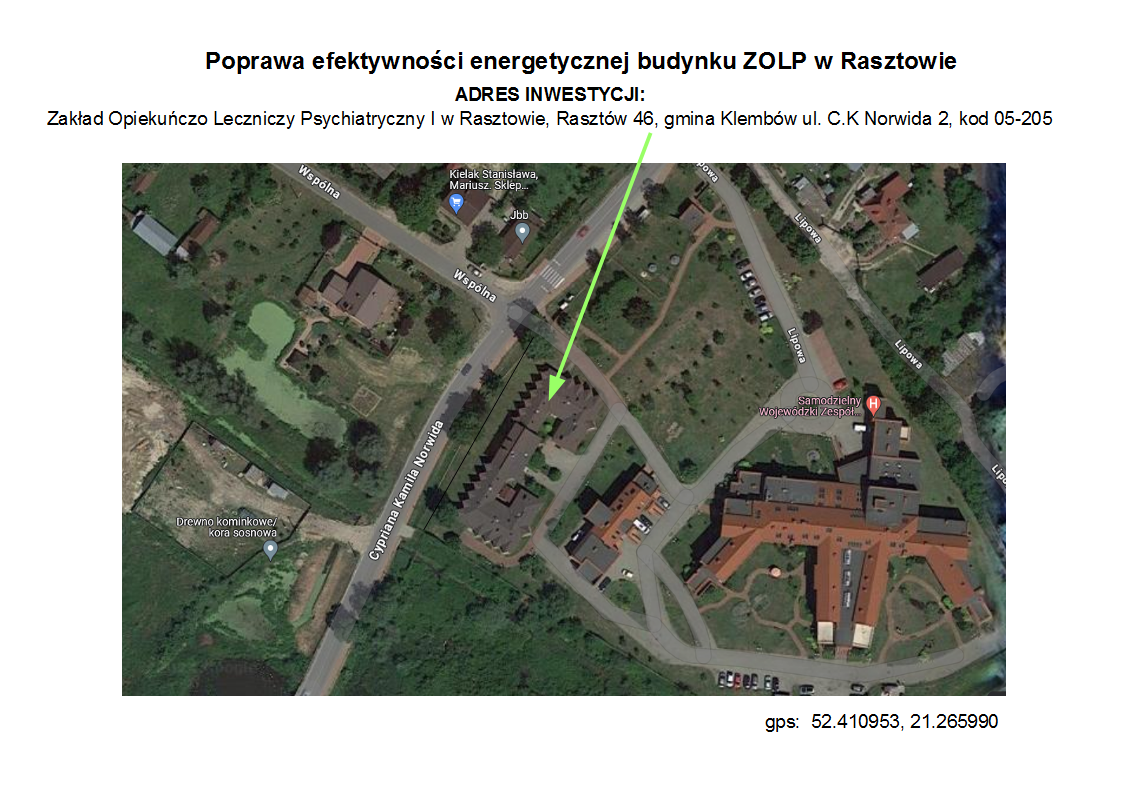 Poprawa efektywności energetycznej budynku ZOLP w Rasztowie
ADRES INWESTYCJI:
Zakład Opiekuńczo Leczniczy Psychiatryczny I w Rasztowie, Rasztów 46, gmina Klembów ul. C.K Norwida 2, kod 05-205
Kielak Stanisława,
Mariusz. Sklep...
Jbb
Wspólna
Wspólna
Lipowa
Lipowa
Lipowa
Lipowa
Samodzielny
Wojewódzki Zespół...
Cypriana Kamila Norwida
Drewno kominkowe/
kora sosnowa
gps: 52.410953, 21.265990